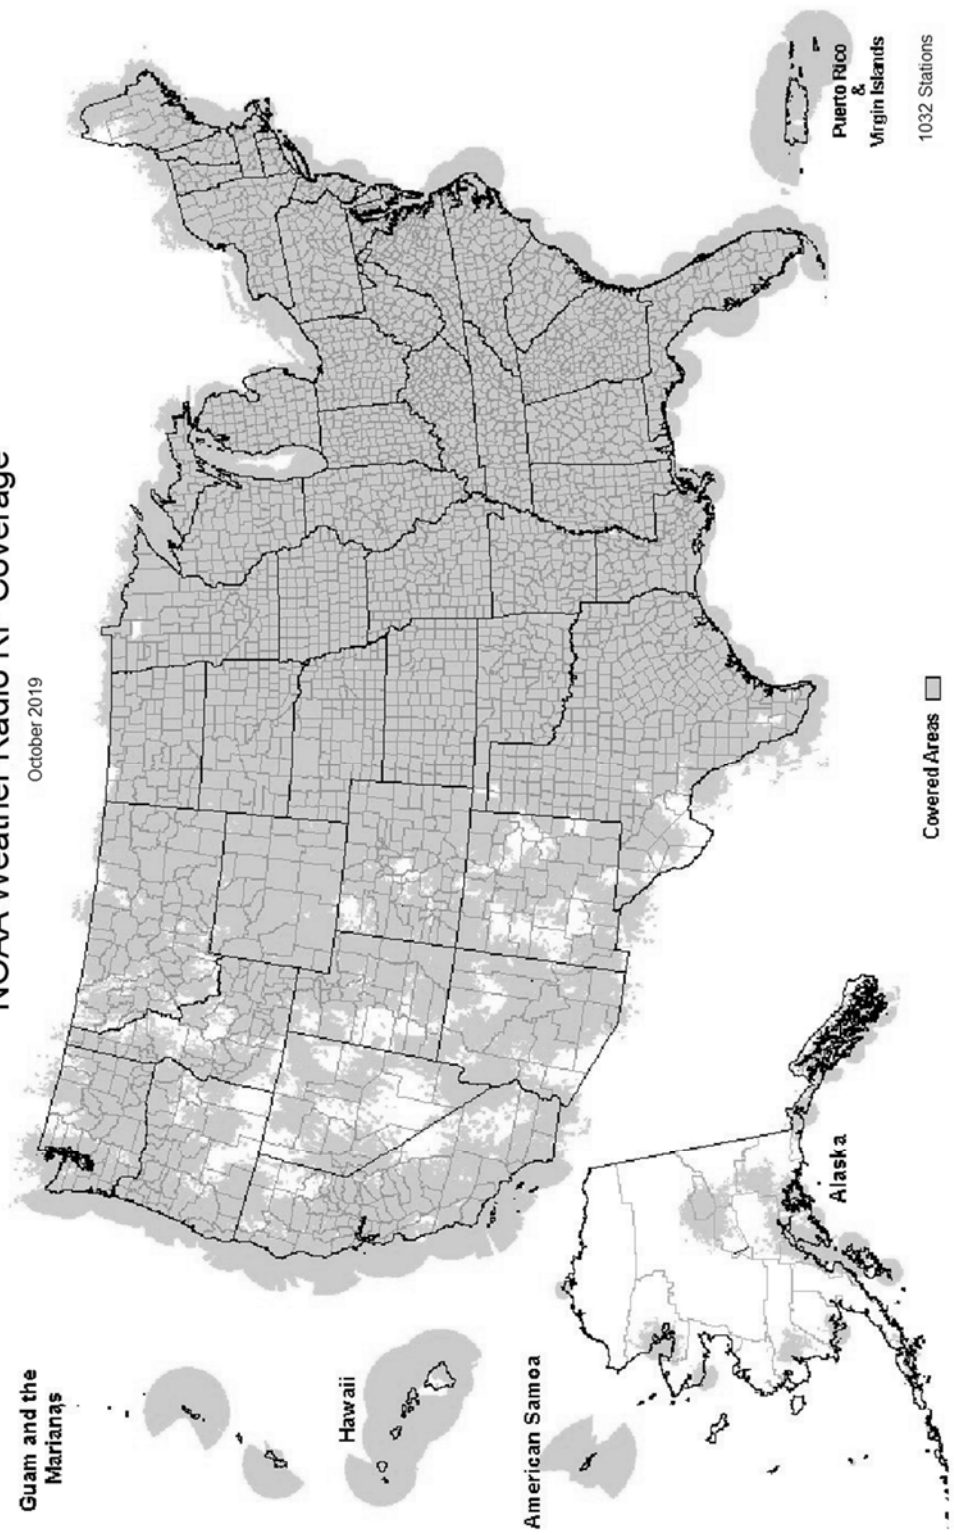 NOAA Weather Radio RF Coverage
October 2019
Guam and the
Marianas
Hawaii
American Samoa
Alaska
Covered Areas
Puerto Rico
&
Virgin Islands
1032 Stations